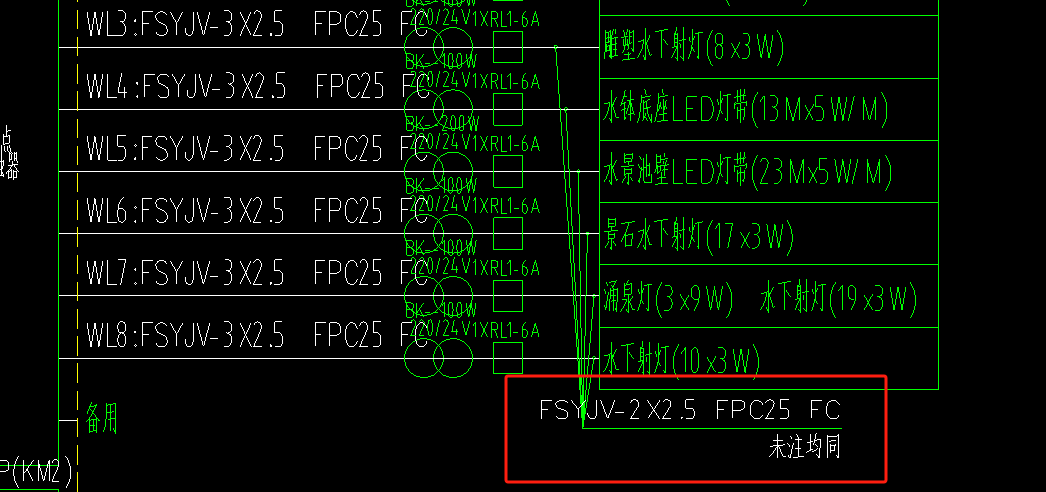 220/24V1XRL1-6A
WL3:FSYJV-3X2.5 FPC25 FC
雕塑水下射灯(8x3W)
BK--100W
220/24V1XRL1-6A
WL4:FSYJV-3X2.5 FPC25 FC
水钵底座LED灯带(13Mx5W/M)
BK--200W
220/24V1XRL1-6A
WL5:FSYJV-3X2.5 FPC25 FC
水景池壁LED灯带(23Mx5W/M)
BK--100W
220/24V1XRL1-6A
WL6:FSYJV-3X2.5 FPC25 FC
景石水下射灯(17x3W)
BK--100W
220/24V1XRL1-6A
WL7:FSYJV-3X2.5 FPC25 FC
涌泉灯(3x9W) 水下射灯(19x3W)
BK--100W
220/24V1XRL1-6A
WL8:FSYJV-3X2.5 FPC25 FC
水下射灯(10x3W)
备用
FSYJV-2X2.5 FPC25 FC
未注均同
P(KM2)